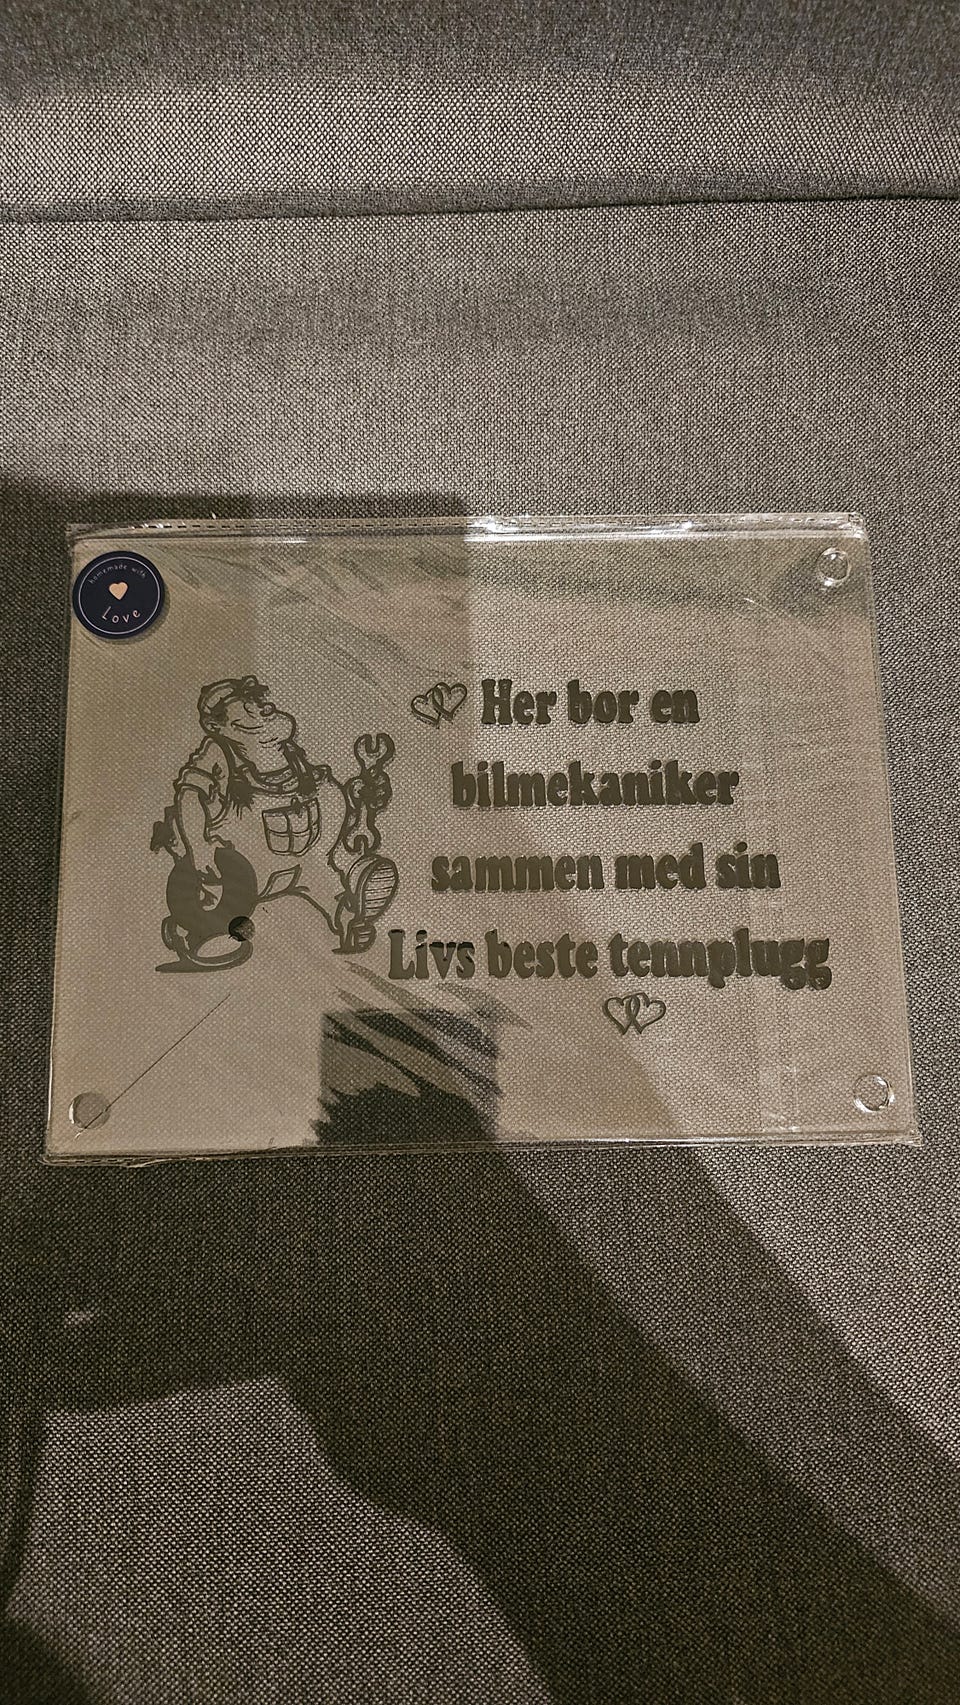 homemade with
Love
Her bor en
bilmekaniker
sammen med sin
Livs beste tennplugg